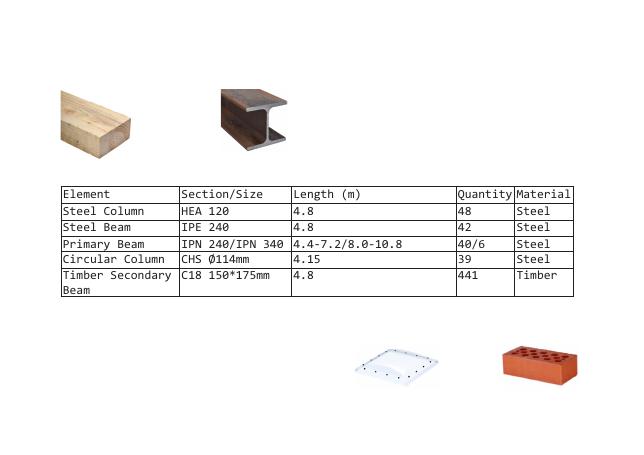 Element Section/Size Length (m) Quantity Material
Steel Column HEA 120 4.8 48 Steel
Steel Beam IPE 240 4.8 42 Steel
Primary Beam IPN 240/IPN 340 4.4-7.2/8.0-10.8 40/6 Steel
Circular Column CHS Ø114mm 4.15 39 Steel
Timber Secondary C18 150*175mm 4.8 441 Timber
Beam